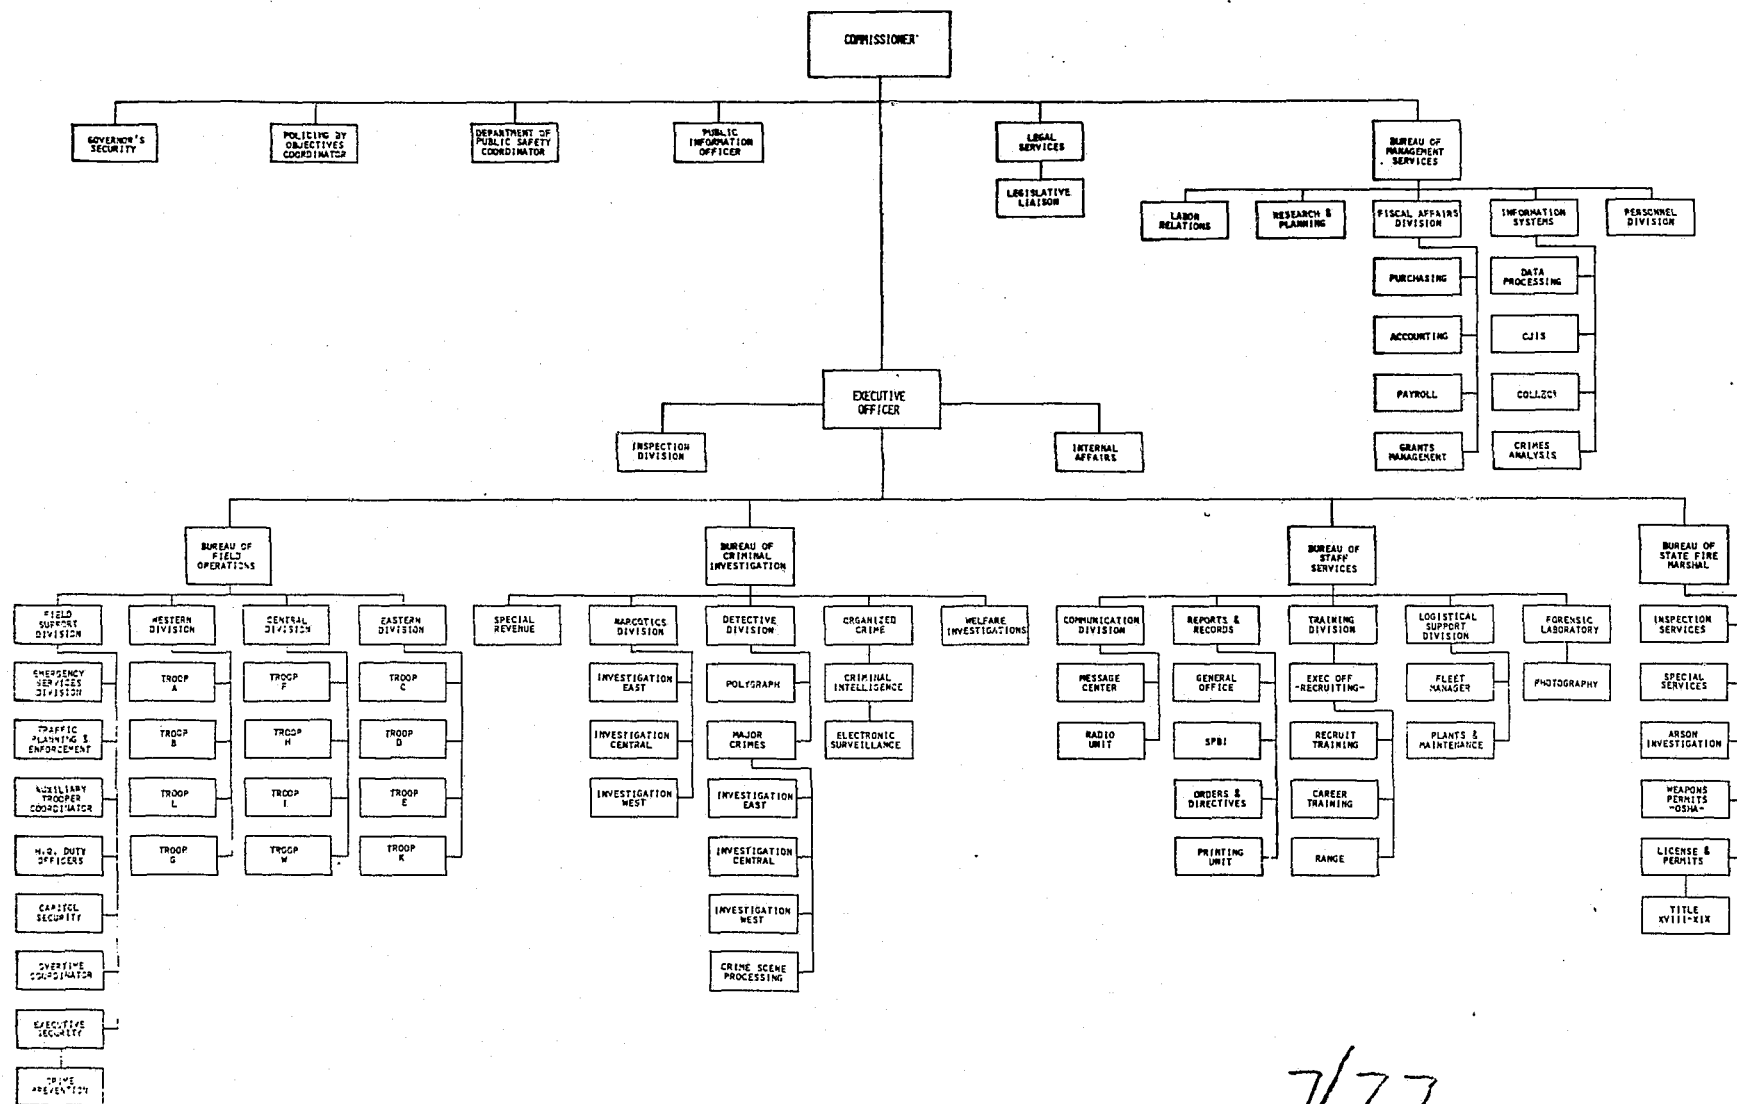 COMMISSIONER
GOVERNOR'S
SECURITY
POLICING BY
OBJECTIVES
COORDINATOR
DEPARTMENT OF
PUBLIC SAFETY
COORDINATOR
PUBLIC
INFORMATION
OFFICER
LEGAL
SERVICES
LEGISLATIVE
LIAISON
BUREAU OF
MANAGEMENT
SERVICES
LABOR
RELATIONS
RESEARCH &
PLANNING
FISCAL AFFAIRS
DIVISION
INFORMATION
SYSTEMS
PERSONNEL
DIVISION
PURCHASING
ACCOUNTING
PAYROLL
GRANTS
MANAGEMENT
DATA
PROCESSING
CJIS
COLLECT
CRIMES
ANALYSIS
EXECUTIVE
OFFICER
INSPECTION
DIVISION
INTERNAL
AFFAIRS
BUREAU OF
FIELD
OPERATIONS
FIELD
SUPPORT
DIVISION
EMERGENCY
SERVICES
DIVISION
TRAFFIC
PLANNING &
ENFORCEMENT
AUXILIARY
TROOPER
COORDINATOR
H.Q. DUTY
OFFICERS
CAPITOL
SECURITY
OVERTIME
COORDINATOR
EXECUTIVE
SECURITY
CRIME
PREVENTION
WESTERN
DIVISION
TROOP
A
TROOP
B
TROOP
L
TROOP
G
CENTRAL
DIVISION
TROOP
F
TROOP
H
TROOP
I
TROOP
W
EASTERN
DIVISION
TROOP
C
TROOP
D
TROOP
E
TROOP
K
BUREAU OF
CRIMINAL
INVESTIGATION
SPECIAL
REVENUE
NARCOTICS
DIVISION
INVESTIGATION
EAST
INVESTIGATION
CENTRAL
INVESTIGATION
WEST
DETECTIVE
DIVISION
POLYGRAPH
MAJOR
CRIMES
INVESTIGATION
EAST
INVESTIGATION
CENTRAL
INVESTIGATION
WEST
CRIME SCENE
PROCESSING
ORGANIZED
CRIME
CRIMINAL
INTELLIGENCE
ELECTRONIC
SURVEILLANCE
WELFARE
INVESTIGATIONS
BUREAU OF
STAFF
SERVICES
COMMUNICATION
DIVISION
MESSAGE
CENTER
RADIO
UNIT
REPORTS &
RECORDS
GENERAL
OFFICE
SPBI
ORDERS &
DIRECTIVES
PRINTING
UNIT
TRAINING
DIVISION
EXEC OFF
-RECRUITING-
RECRUIT
TRAINING
CAREER
TRAINING
RANGE
LOGISTICAL
SUPPORT
DIVISION
FLEET
MANAGER
PLANTS &
MAINTENANCE
FORENSIC
LABORATORY
PHOTOGRAPHY
BUREAU OF
STATE FIRE
MARSHAL
INSPECTION
SERVICES
SPECIAL
SERVICES
ARSON
INVESTIGATION
WEAPONS
PERMITS
-OSHA-
LICENSE &
PERMITS
TITLE
XVIII-XIX
7/77